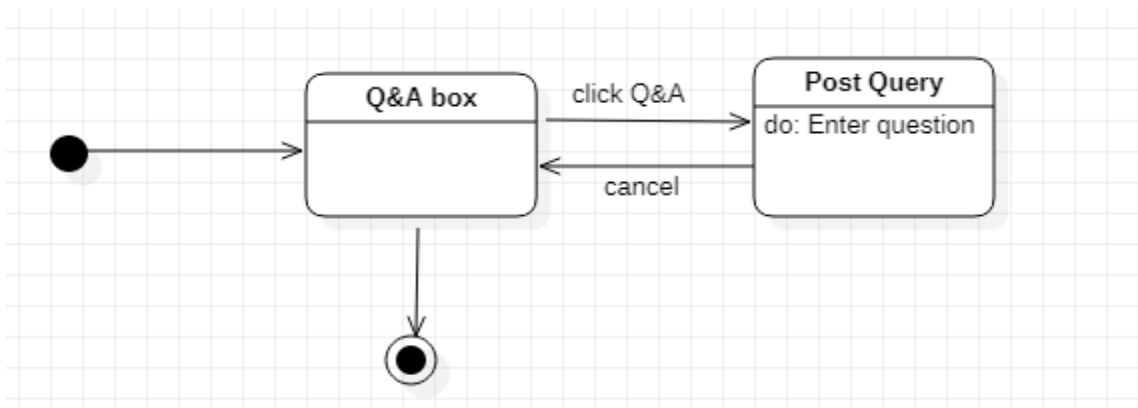 Q&A box
click Q&A
Post Query
do: Enter question
cancel